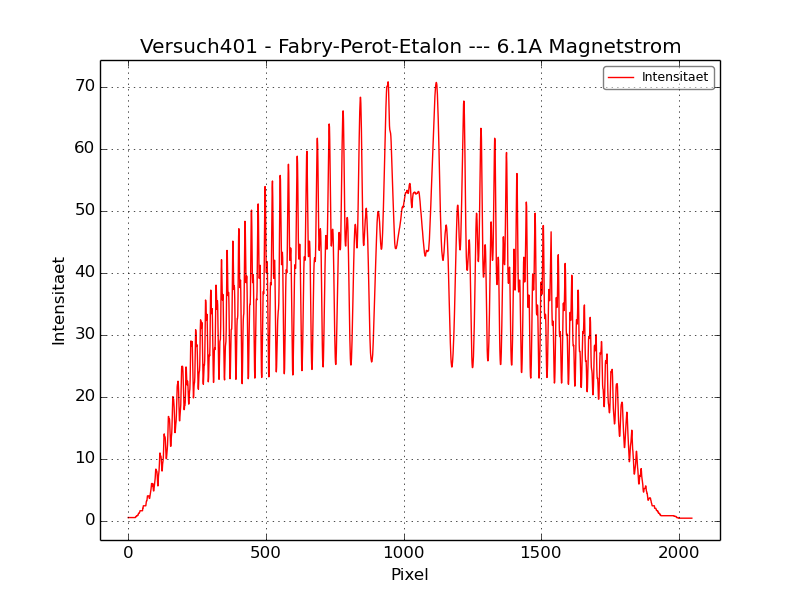 Versuch401 - Fabry-Perot-Etalon --- 6.1A Magnetstrom
Intensitaet
70
60
50
40
30
20
10
0
Intensitaet
0 500 1000 1500 2000
Pixel